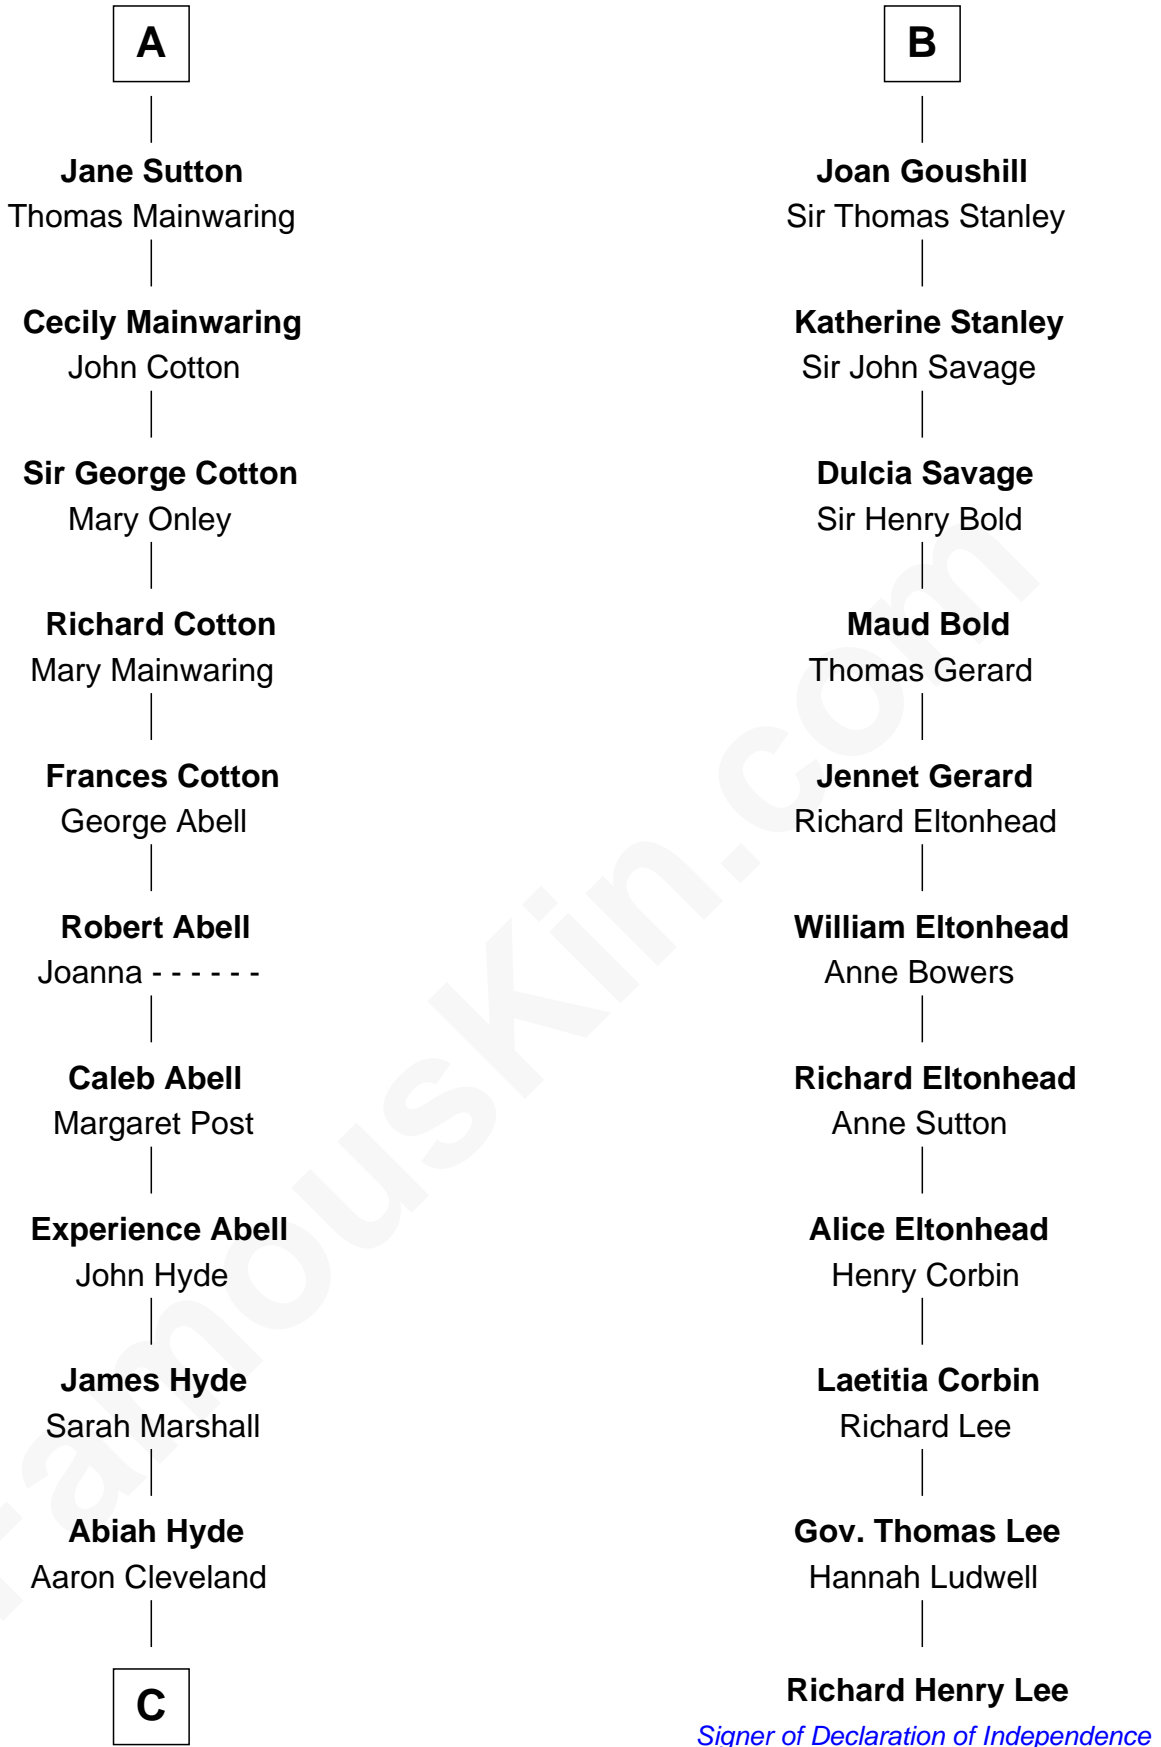 A
Jane Sutton
Thomas Mainwaring
Cecily Mainwaring
John Cotton
Sir George Cotton
Mary Onley
Richard Cotton
Mary Mainwaring
Frances Cotton
George Abell
Robert Abell
Joanna - - - - - -
Caleb Abell
Margaret Post
Experience Abell
John Hyde
James Hyde
Sarah Marshall
Abiah Hyde
Aaron Cleveland
C
B
Joan Goushill
Sir Thomas Stanley
Katherine Stanley
Sir John Savage
Dulcia Savage
Sir Henry Bold
Maud Bold
Thomas Gerard
Jennet Gerard
Richard Eltonhead
William Eltonhead
Anne Bowers
Richard Eltonhead
Anne Sutton
Alice Eltonhead
Henry Corbin
Laetitia Corbin
Richard Lee
Gov. Thomas Lee
Hannah Ludwell
Richard Henry Lee
Signer of Declaration of Independence
FamousKin.com